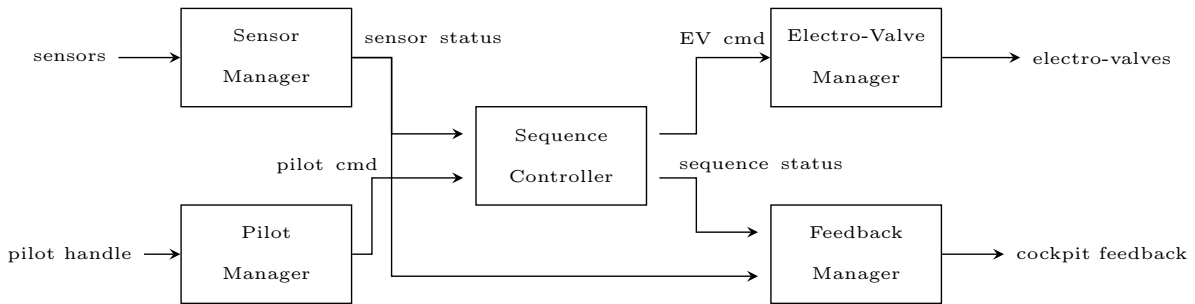 sensors
Sensor
Manager
sensor status
EV cmd
Electro-Valve
Manager
electro-valves
Sequence
Controller
pilot cmd
sequence status
pilot handle
Pilot
Manager
Feedback
Manager
cockpit feedback